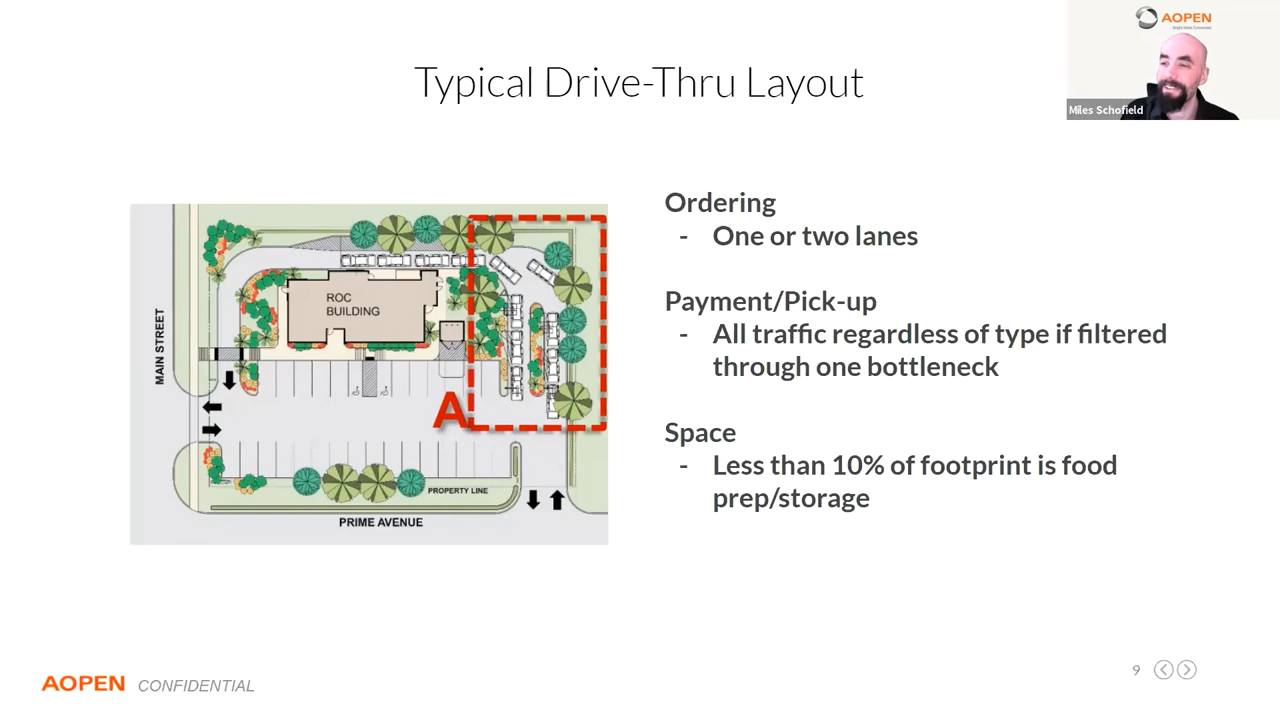 AOPEN
Typical Drive-Thru Layout
Miles Schofield
MAIN STREET
ROC
BUILDING
A
PROPERTY LINE
PRIME AVENUE
Ordering
- One or two lanes
Payment/Pick-up
- All traffic regardless of type if filtered
through one bottleneck
Space
- Less than 10% of footprint is food
prep/storage
AOPEN CONFIDENTIAL
9